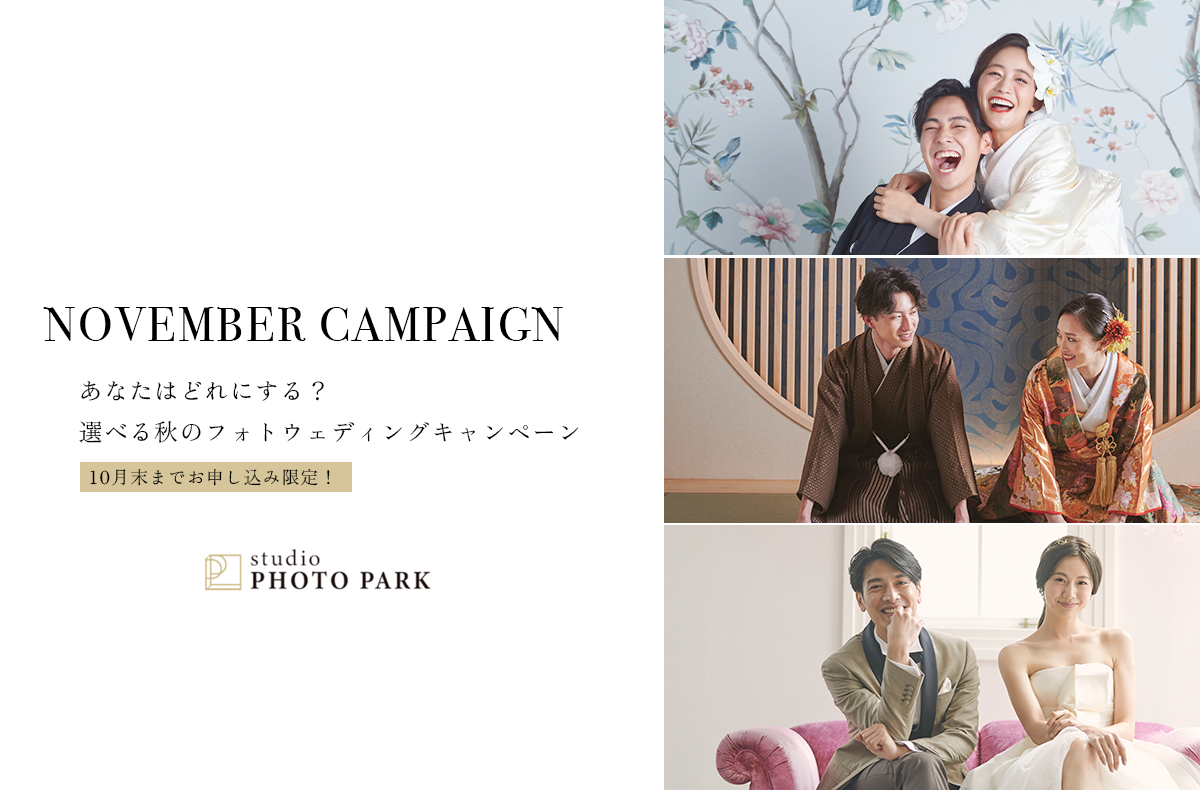 NOVEMBER CAMPAIGN
あなたはどれにする？
選べる秋のフォトウェディングキャンペーン
10月末までお申し込み限定！
studio
PHOTO PARK